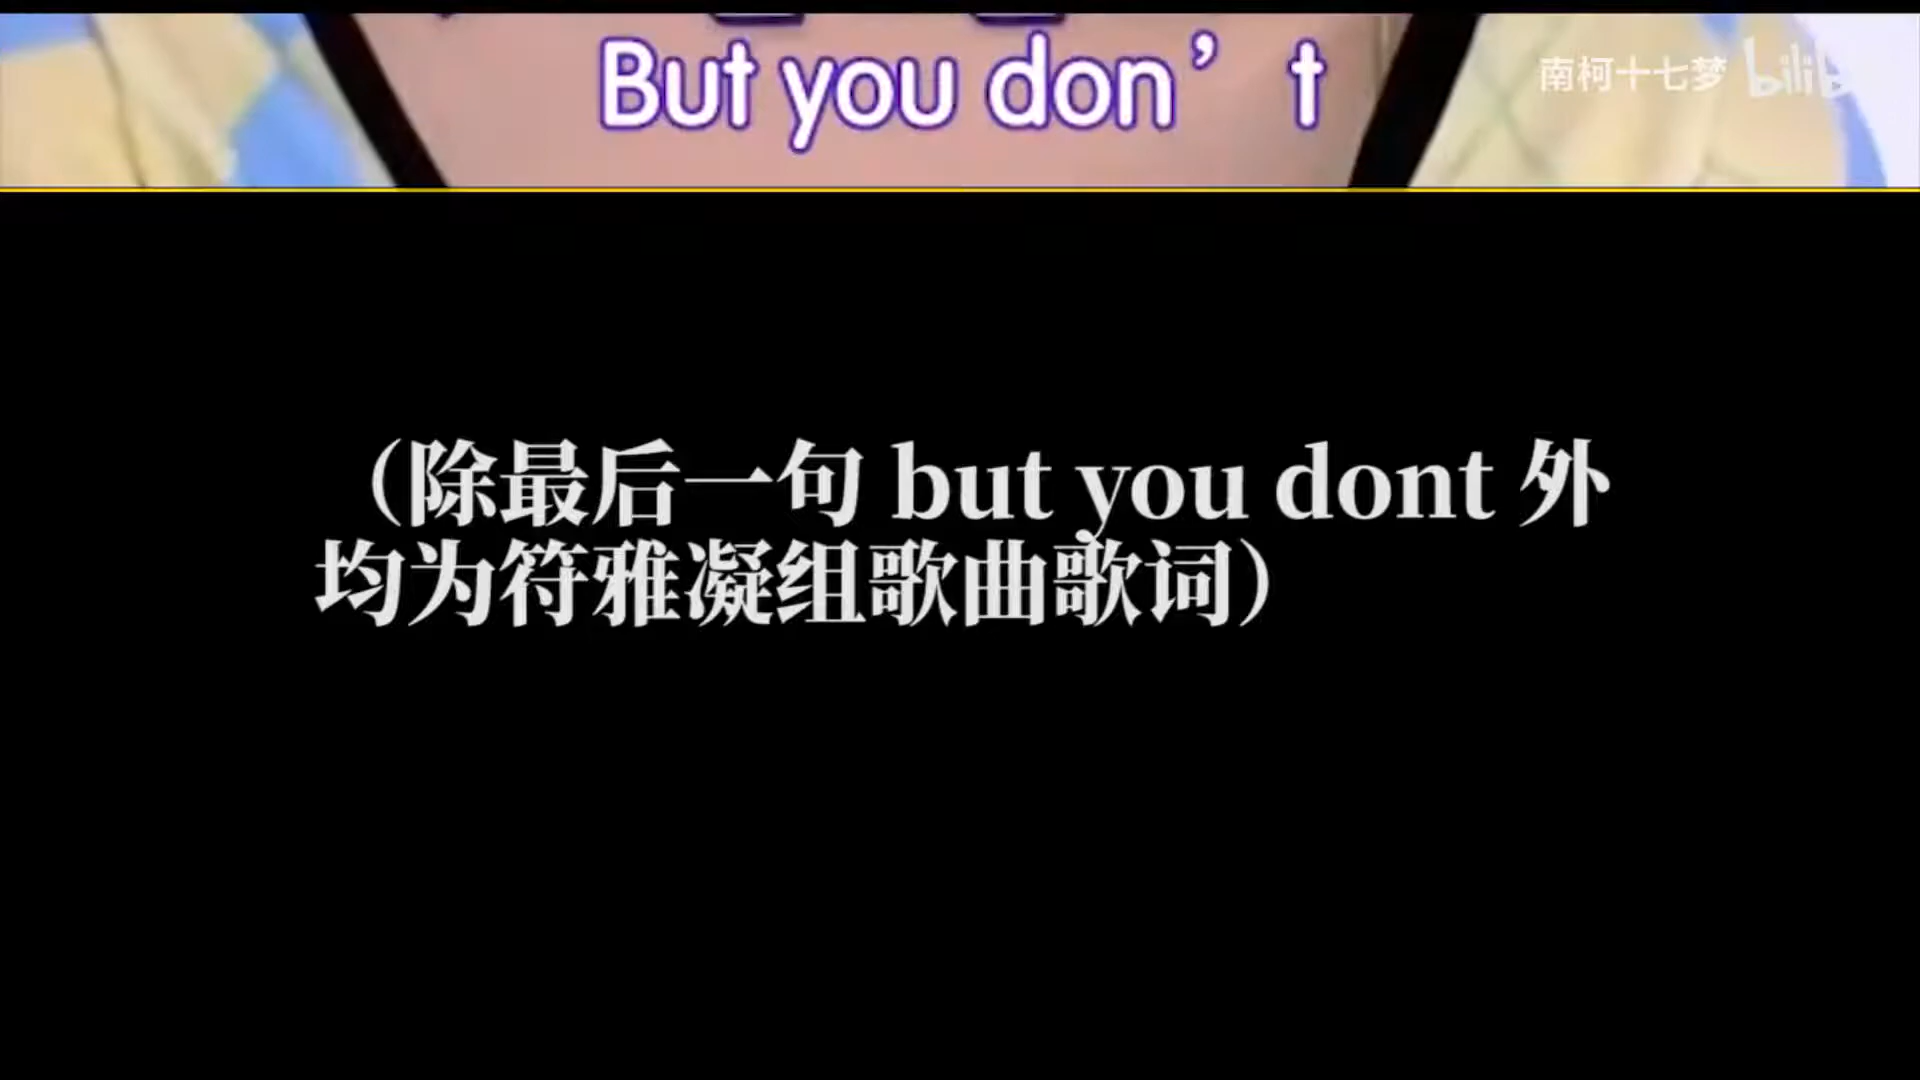 But you don’t
南柯十七梦 bilib
（除最后一句 but you dont 外
均为符雅凝组歌曲歌词）